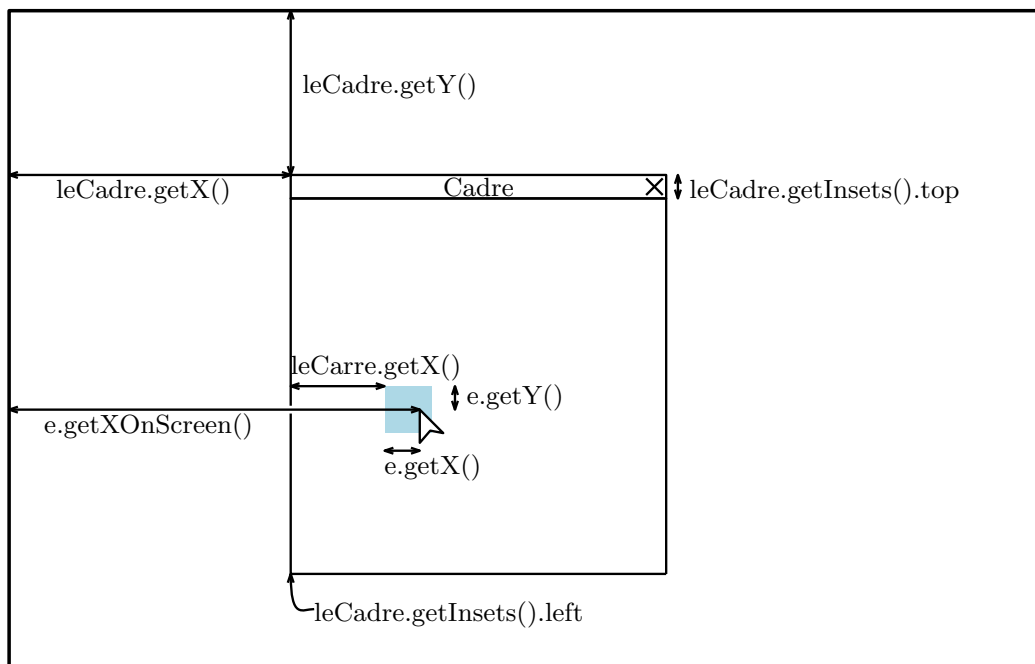 leCadre.getY()
leCadre.getX()
Cadre
leCadre.getInsets().top
leCarre.getX()
e.getY()
e.getXOnScreen()
e.getX()
leCadre.getInsets().left